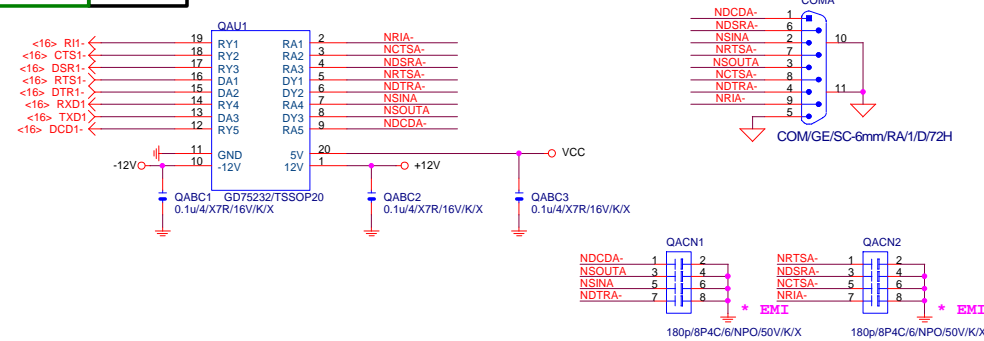 QAU1
<16> RI1- 19 RY1 RA1 2 NRIA-
<16> CTS1- 18 RY2 RA2 3 NCTSA-
<16> DSR1- 17 RY3 RA3 4 NDSRA-
<16> RTS1- 16 DA1 DY1 5 NRTSA-
<16> DTR1- 15 DA2 DY2 6 NDTRA-
<16> RXD1 14 RY4 RA4 7 NSINA
<16> TXD1 13 DA3 DY3 8 NSOUTA
<16> DCD1- 12 RY5 RA5 9 NDCDA-
11 GND 5V 20 VCC
-12V 10 -12V 12V 1 +12V
GD75232/TSSOP20
QABC1
0.1u/4/X7R/16V/K/X
QABC2
0.1u/4/X7R/16V/K/X
QABC3
0.1u/4/X7R/16V/K/X
COMA
NDCDA- 1
NDSRA- 6
NSINA 2 10
NRTSA- 7
NSOUTA 3
NCTSA- 8
NDTRA- 4 11
NRIA- 9
5
COM/GE/SC-6mm/RA/1/D/72H
QACN1
NDCDA- 1 2
NSOUTA 3 4
NSINA 5 6
NDTRA- 7 8
* EMI
180p/8P4C/6/NPO/50V/K/X
QACN2
NRTSA- 1 2
NDSRA- 3 4
NCTSA- 5 6
NRIA- 7 8
* EMI
180p/8P4C/6/NPO/50V/K/X